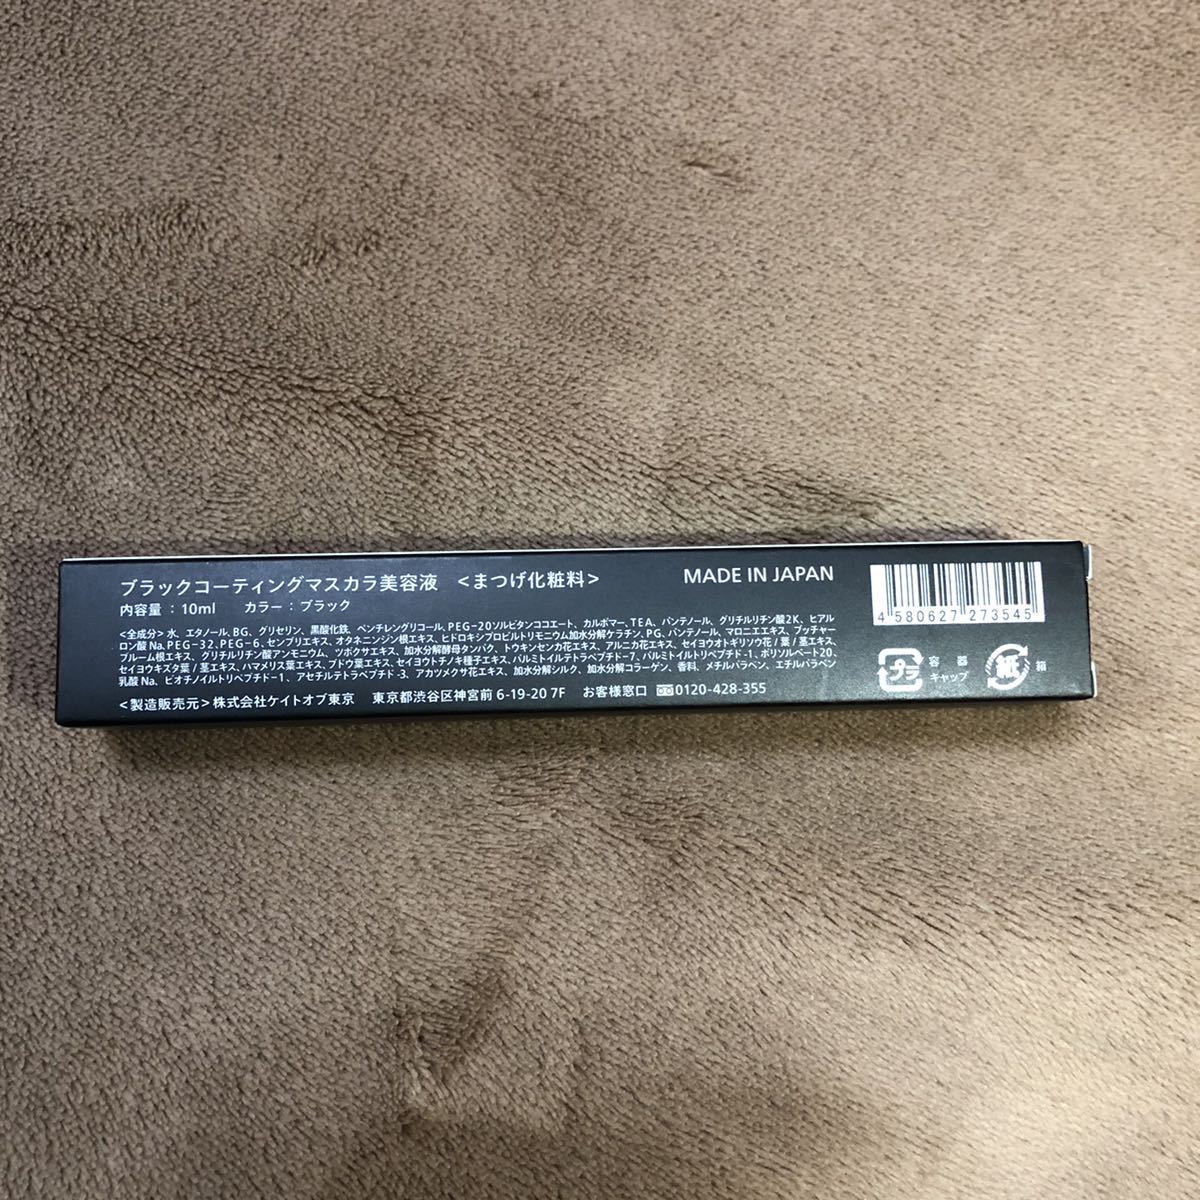 ブラックコーティングマスカラ美容液 <まつげ化粧料>
内容量：10ml カラー：ブラック
<全成分> 水、エタノール、BG、グリセリン、黒酸化鉄、ペンチレングリコール、PEG-20ソルビタンココエート、カルボマー、TEA、パンテノール、グリチルリチン酸2K、ヒアル
ロン酸Na、PEG-32、PEG-6、センブリエキス、オタネニンジン根エキス、ヒドロキシプロピルトリモニウム加水分解ケラチン、PG、パンテノール、マロニエエキス、ブッチャー
ブルーム根エキス、グリチルリチン酸アンモニウム、ツボクサエキス、加水分解酵母タンパク、トウキンセンカ花エキス、アルニカ花エキス、セイヨウオトギリソウ花/葉/茎エキス、
セイヨウキズタ葉/茎エキス、ハマメリス葉エキス、ブドウ葉エキス、セイヨウトチノキ種子エキス、パルミトイルテトラペプチド-7、パルミトイルトリペプチド-1、ポリソルベート20、
乳酸Na、ビオチノイルトリペプチド-1、アセチルテトラペプチド-3、アカツメクサ花エキス、加水分解シルク、加水分解コラーゲン、香料、メチルパラベン、エチルパラベン
<製造販売元> 株式会社ケイトオブ東京 東京都渋谷区神宮前 6-19-20 7F お客様窓口 0120-428-355
MADE IN JAPAN
4 580627 273545
プラ 容器 キャップ
紙 箱